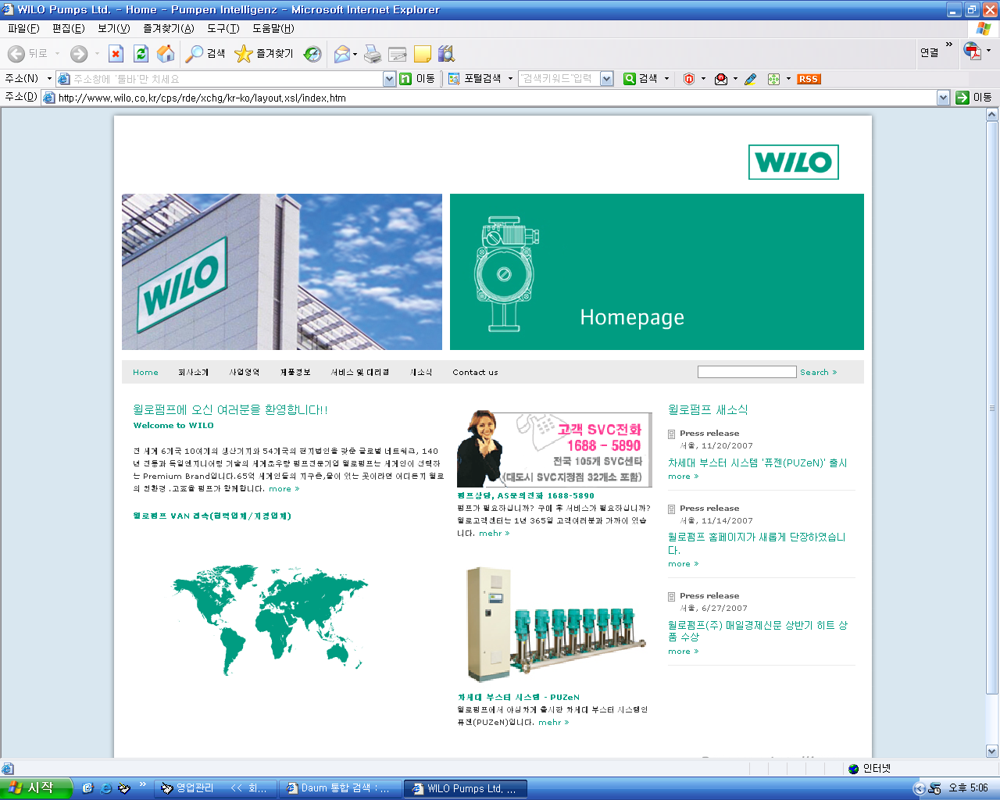 WILO Pumps Ltd. - Home - Pumpen Intelligenz - Microsoft Internet Explorer
파일(F) 편집(E) 보기(V) 즐겨찾기(A) 도구(T) 도움말(H)
뒤로 검색 즐겨찾기 연결 »
주소(N) 주소창에 '툴바'만 치세요 이동 포털검색 "검색키워드"입력 검색 RSS
주소(D) http://www.wilo.co.kr/cps/rde/xchg/kr-ko/layout.xsl/index.htm 이동
WILO
WILO
Homepage
Home 회사소개 사업영역 제품정보 서비스 및 대리점 새소식 Contact us Search »
윌로펌프에 오신 여러분을 환영합니다!!
Welcome to WILO
전 세계 6개국 10여개의 생산기지와 54개국의 현지법인을 갖춘 글로벌 네트워크, 140
년 전통과 독일엔지니어링 기술의 세계초우량 펌프전문기업 윌로펌프는 세계인이 선택하
는 Premium Brand입니다.65억 세계인들의 지구촌,물이 있는 곳이라면 어디든지 윌로
의 친환경 .고효율 펌프가 함께합니다. more »
윌로펌프 VAN 접속(협력업체/지정업체)
고객 SVC전화
1688 - 5890
전국 105개 SVC센타
(대도시 SVC지정점 32개소 포함)
펌프상담, AS문의전화 1688-5890
펌프가 필요하십니까? 구매 후 서비스가 필요하십니까?
윌로고객센터는 1년 365일 고객여러분과 가까이 있습
니다. mehr »
차세대 부스터 시스템 - PUZeN
윌로펌프에서 야심차게 출시한 차세대 부스터 시스템인
퓨젠(PUZeN)입니다. mehr »
윌로펌프 새소식
Press release
서울, 11/20/2007
차세대 부스터 시스템 '퓨젠(PUZeN)' 출시
more »
Press release
서울, 11/14/2007
윌로펌프 홈페이지가 새롭게 단장하였습니
다.
more »
Press release
서울, 6/27/2007
윌로펌프(주) 매일경제신문 상반기 히트 상
품 수상
more »
인터넷
시작 » 영업관리 << 회... Daum 통합 검색 : ... WILO Pumps Ltd. ... 오후 5:06